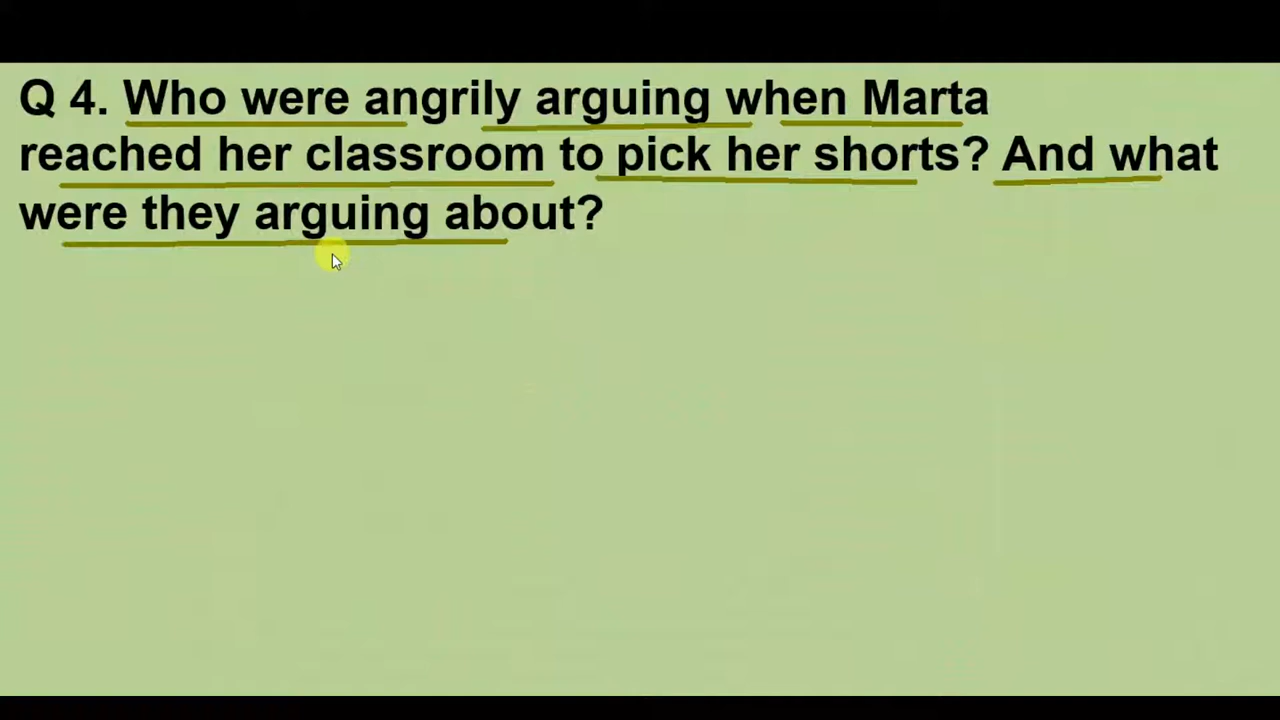 Q 4. Who were angrily arguing when Marta
reached her classroom to pick her shorts? And what
were they arguing about?